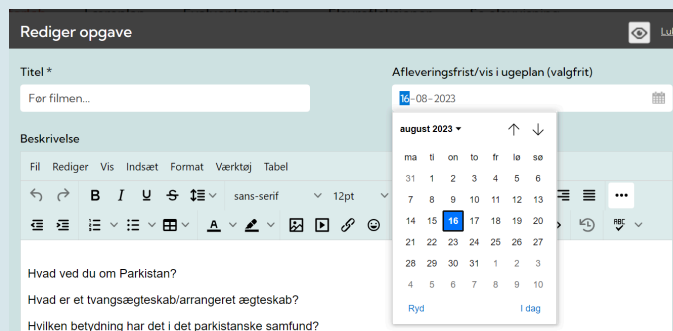 Rediger opgave
Titel *
Afleveringsfrist/vis i ugeplan (valgfrit)
Før filmen...
16-08-2023
Beskrivelse
august 2023
ma ti on to fr lø sø
31 1 2 3 4 5 6
7 8 9 10 11 12 13
14 15 16 17 18 19 20
21 22 23 24 25 26 27
28 29 30 31 1 2 3
4 5 6 7 8 9 10
Ryd I dag
Fil Rediger Vis Indsæt Format Værktøj Tabel
B I U S sans-serif 12pt
A ABC
Hvad ved du om Parkistan?
Hvad er et tvangsægteskab/arrangeret ægteskab?
Hvilken betydning har det i det parkistanske samfund?